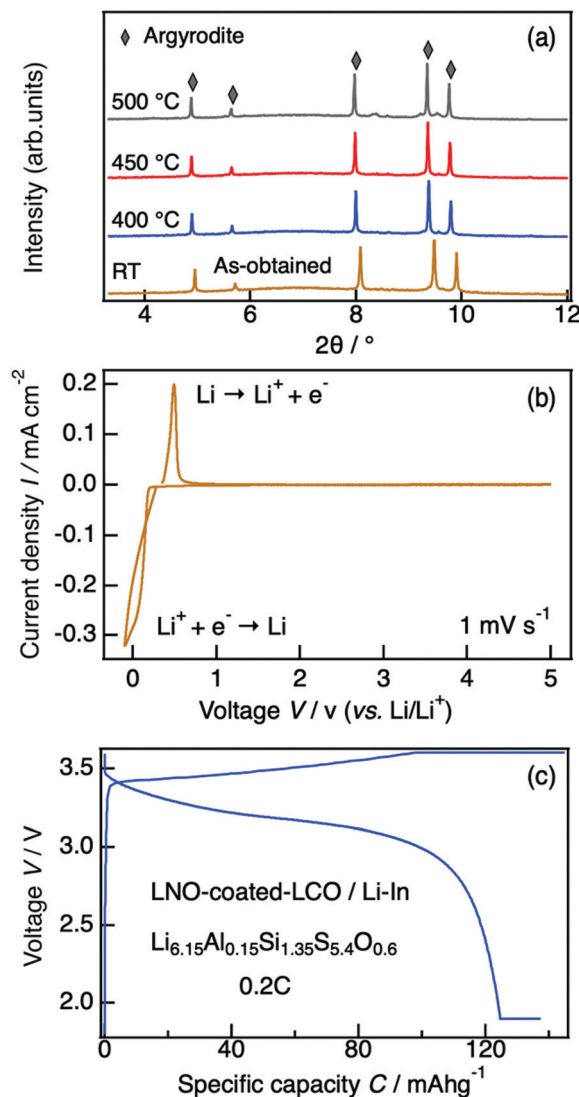 Intensity (arb.units)
Argyrodite
(a)
500 °C
450 °C
400 °C
RT
As-obtained
4
6
8
10
12
2θ / °
Current density I / mA cm-2
0.2
0.1
0.0
-0.1
-0.2
-0.3
Li → Li+ + e-
(b)
Li+ + e- → Li
1 mV s-1
0
1
2
3
4
5
Voltage V / v (vs. Li/Li+)
Voltage V / V
3.5
3.0
2.5
2.0
(c)
LNO-coated-LCO / Li-In
Li6.15Al0.15Si1.35S5.4O0.6
0.2C
0
40
80
120
Specific capacity C / mAhg-1